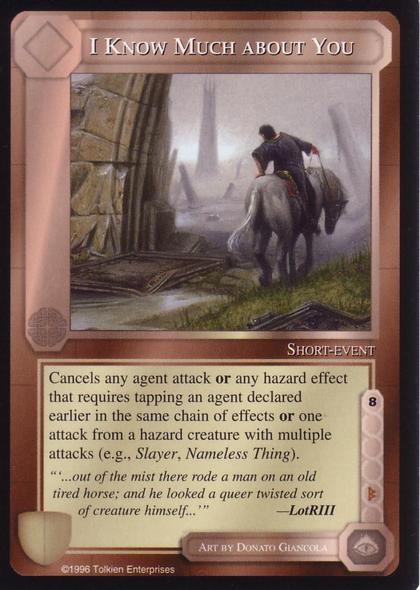 I Know Much about You
Short-event
Cancels any agent attack or any hazard effect
that requires tapping an agent declared
earlier in the same chain of effects or one
attack from a hazard creature with multiple
attacks (e.g., Slayer, Nameless Thing).
8
“‘...out of the mist there rode a man on an old
tired horse; and he looked a queer twisted sort
of creature himself...’” —LotRIII
Art by Donato Giancola
©1996 Tolkien Enterprises